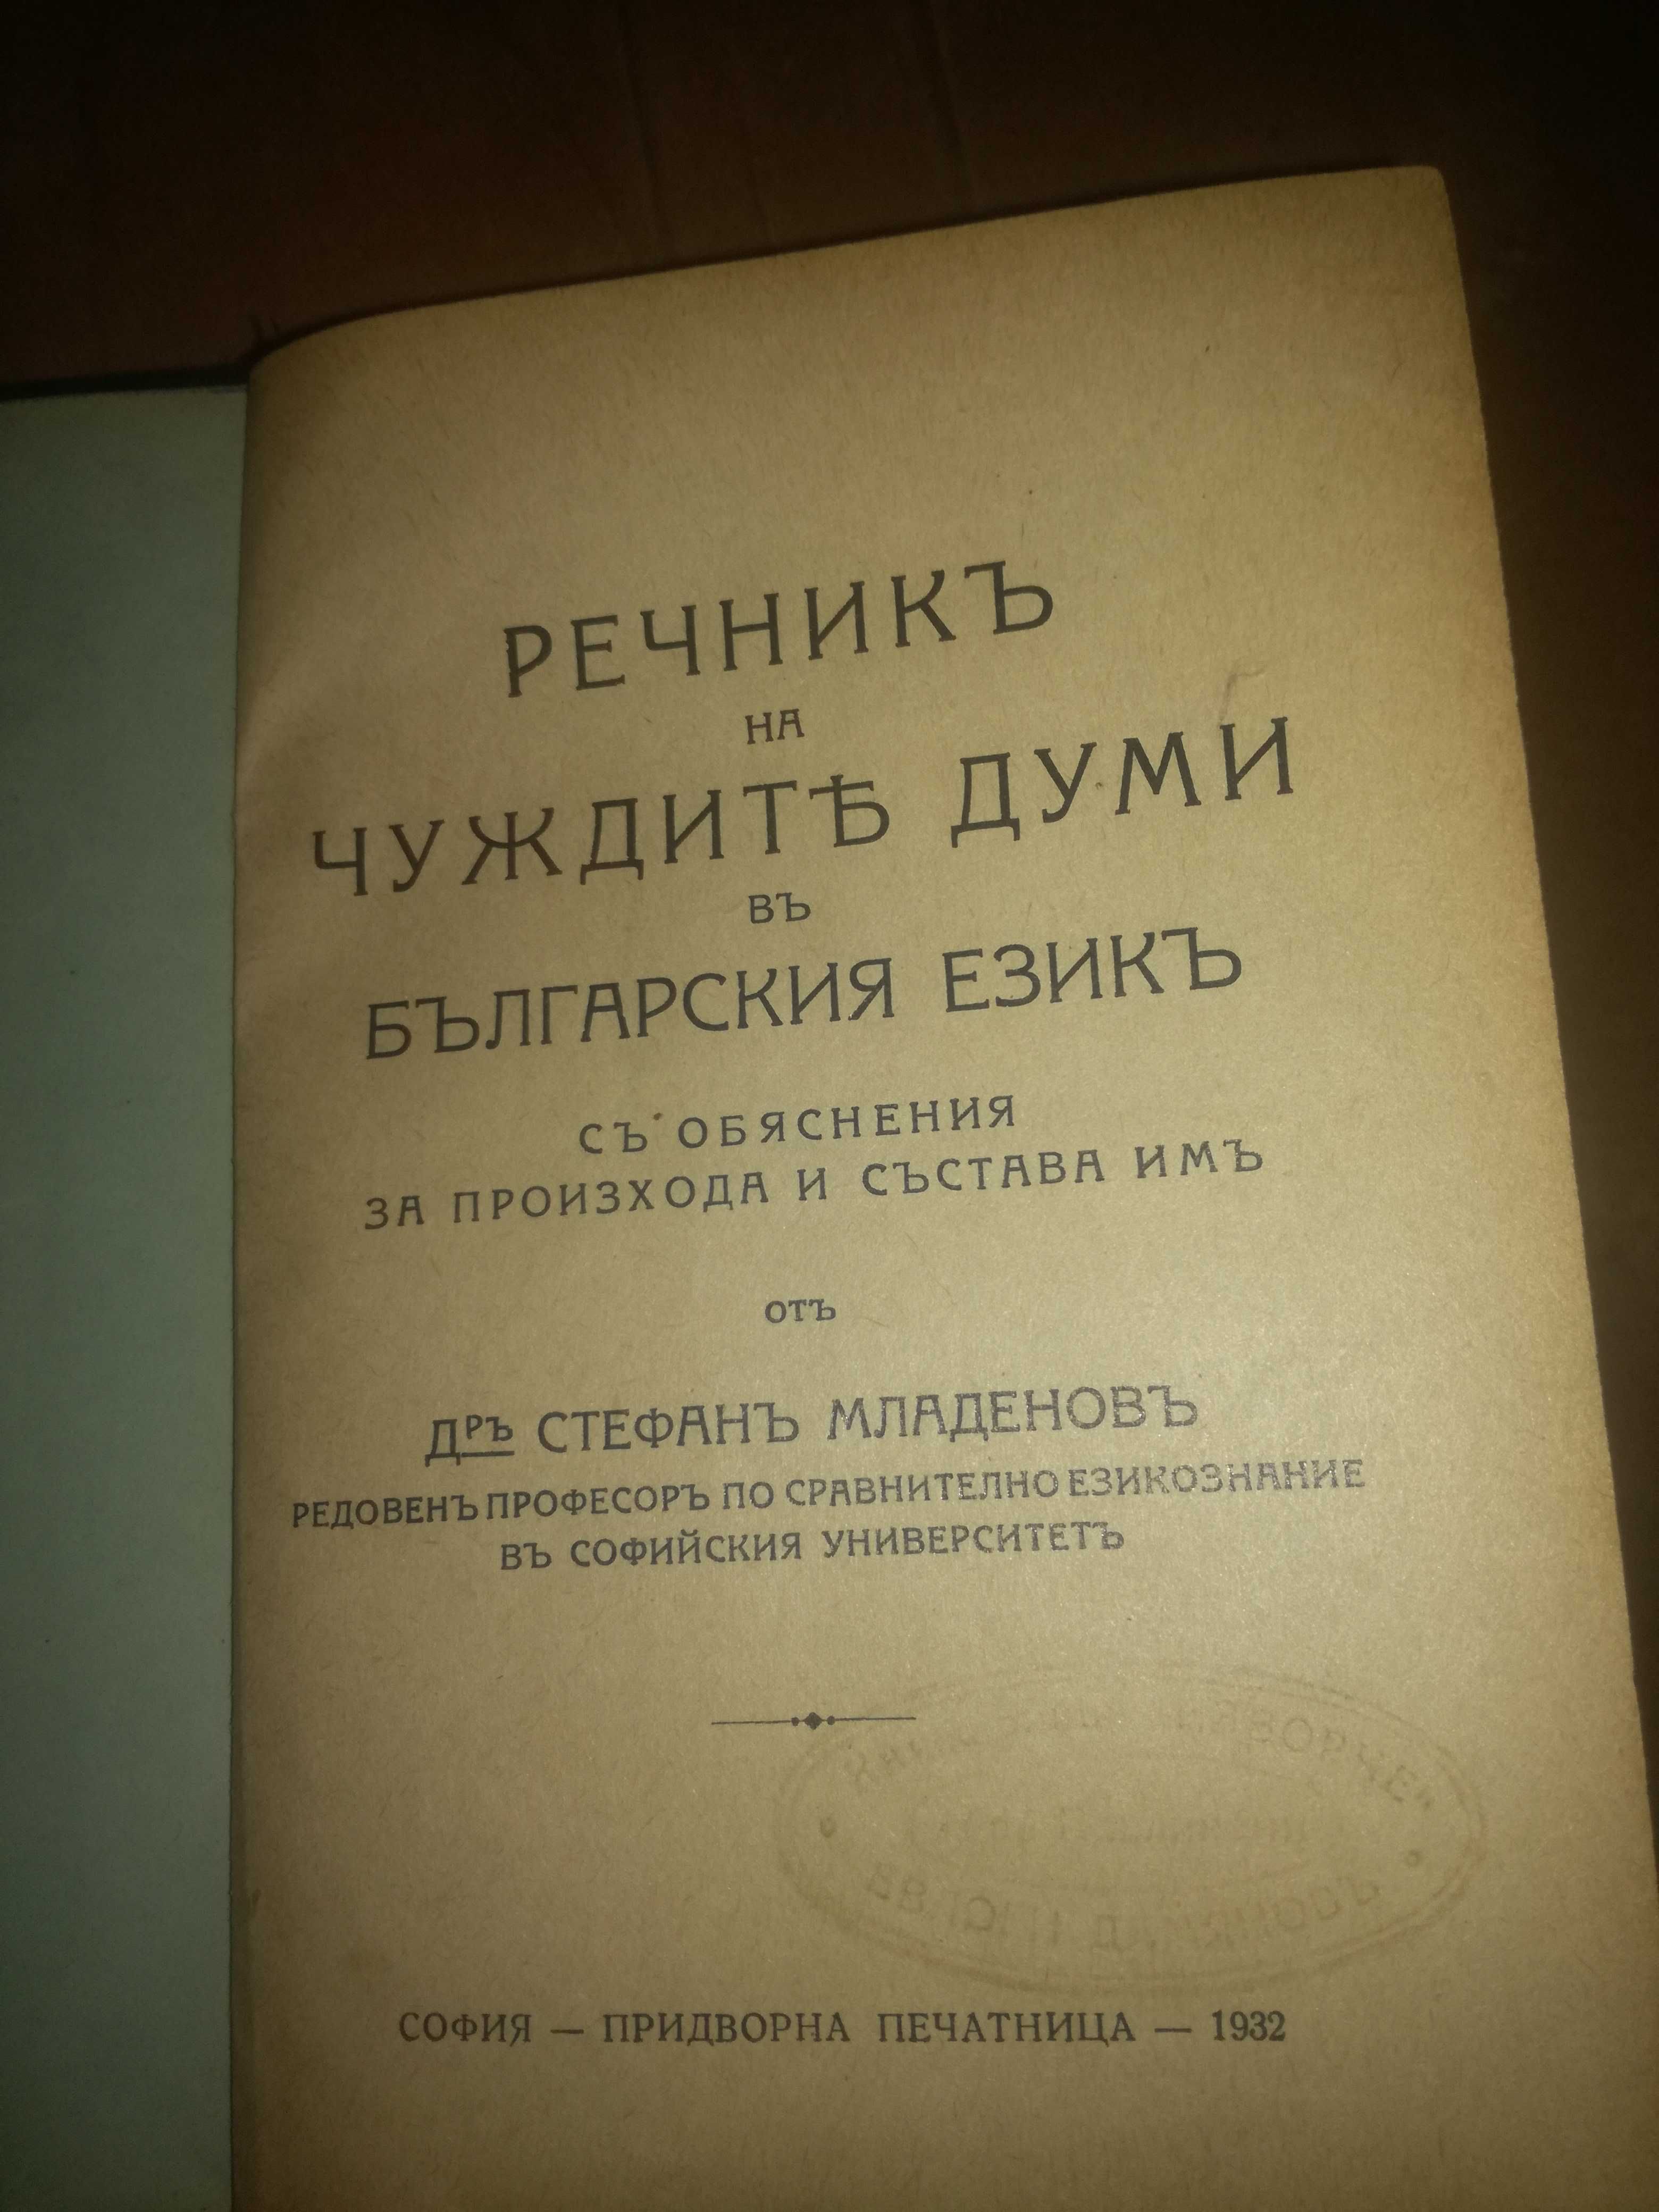 РЕЧНИКЪ
НА
ЧУЖДИТѢ ДУМИ
ВЪ
БЪЛГАРСКИЯ ЕЗИКЪ
СЪ ОБЯСНЕНИЯ
ЗА ПРОИЗХОДА И СЪСТАВА ИМЪ
ОТЪ
ДРЪ СТЕФАНЪ МЛАДЕНОВЪ
РЕДОВЕНЪ ПРОФЕСОРЪ ПО СРАВНИТЕЛНО ЕЗИКОЗНАНИЕ
ВЪ СОФИЙСКИЯ УНИВЕРСИТЕТЪ
СОФИЯ — ПРИДВОРНА ПЕЧАТНИЦА — 1932